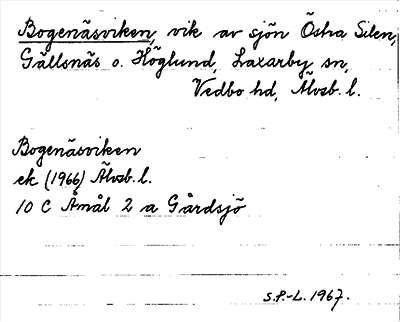 Bogenäsviken, vik av sjön Östra Silen,
Gällsnäs o. Höglund, Laxarby sn,
Vedbo hd, Älvsb. l.
Bogenäsviken
ek (1966) Älvsb. l.
10 C Åmål 2 a Gårdsjö
S.P.-L. 1967.